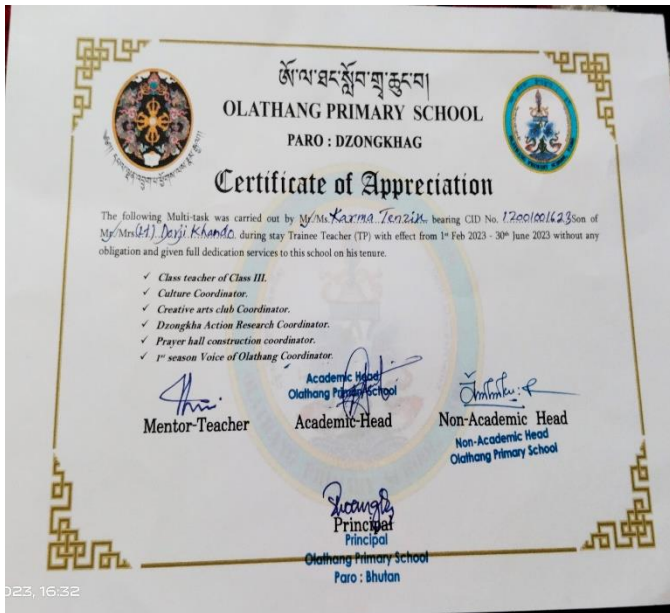 ཨོ་ལ་ཐང་སློབ་གྲྭ་ཆུང་བ།
OLATHANG PRIMARY SCHOOL
PARO : DZONGKHAG
Certificate of Appreciation
The following Multi-task was carried out by Mr/Ms. Karma Tenzin bearing CID No. 12001001623 Son of
Mr/Mrs (Lt) Dorji Khando during stay Trainee Teacher (TP) with effect from 1st Feb 2023 - 30th June 2023 without any
obligation and given full dedication services to this school on his tenure.
✓ Class teacher of Class III.
✓ Culture Coordinator.
✓ Creative arts club Coordinator.
✓ Dzongkha Action Research Coordinator.
✓ Prayer hall construction coordinator.
✓ 1st season Voice of Olathang Coordinator.
Academic Head
Olathang Primary School
Mentor-Teacher Academic-Head Non-Academic Head
Non-Academic Head
Olathang Primary School
Principal
Principal
Olathang Primary School
Paro : Bhutan
023, 16:32